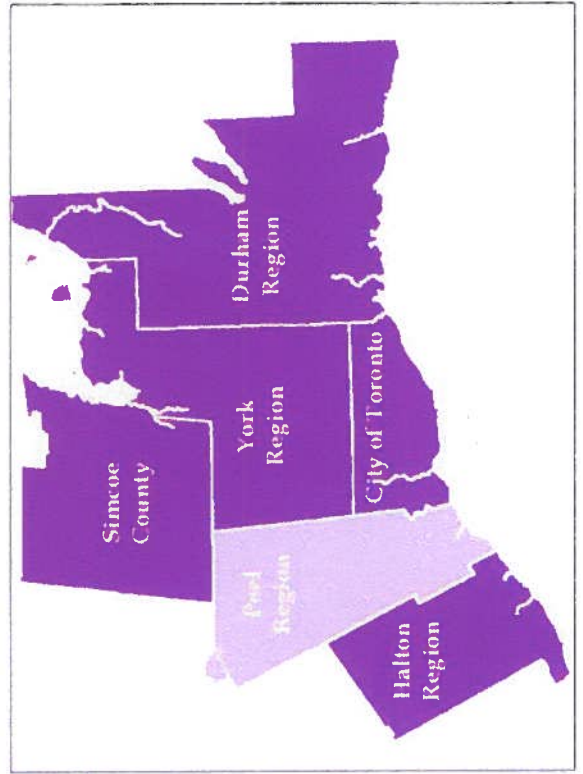 Simcoe
County
York
Region
Durham
Region
Peel
Region
City of Toronto
Halton
Region